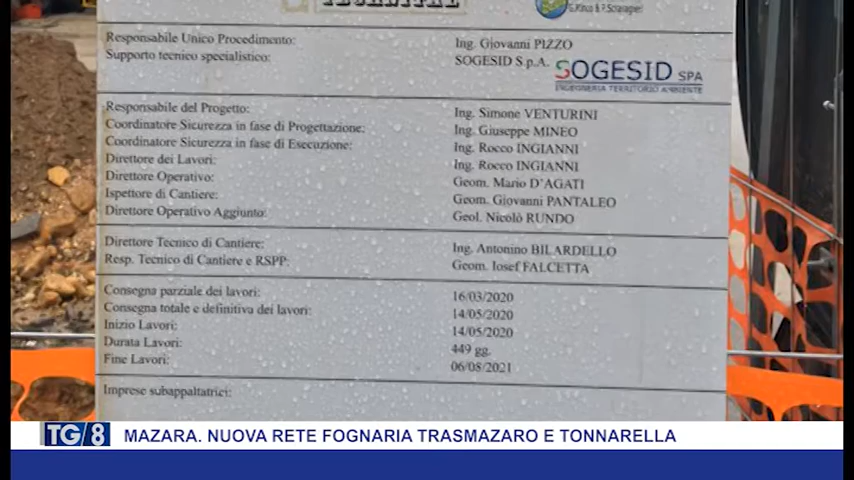 G.Pinco & P.Sciaragier
Responsabile Unico Procedimento: Ing. Giovanni PIZZO
Supporto tecnico specialistico: SOGESID S.p.A. SOGESID SPA
INGEGNERIA TERRITORIO AMBIENTE
Responsabile del Progetto: Ing. Simone VENTURINI
Coordinatore Sicurezza in fase di Progettazione: Ing. Giuseppe MINEO
Coordinatore Sicurezza in fase di Esecuzione: Ing. Rocco INGIANNI
Direttore dei Lavori: Ing. Rocco INGIANNI
Direttore Operativo: Geom. Mario D'AGATI
Ispettore di Cantiere: Geom. Giovanni PANTALEO
Direttore Operativo Aggiunto: Geol. Nicolò RUNDO
Direttore Tecnico di Cantiere: Ing. Antonino BILARDELLO
Resp. Tecnico di Cantiere e RSPP: Geom. Iosef FALCETTA
Consegna parziale dei lavori: 16/03/2020
Consegna totale e definitiva dei lavori: 14/05/2020
Inizio Lavori: 14/05/2020
Durata Lavori: 449 gg.
Fine Lavori: 06/08/2021
Imprese subappaltatrici:
TG/8 MAZARA. NUOVA RETE FOGNARIA TRASMAZARO E TONNARELLA